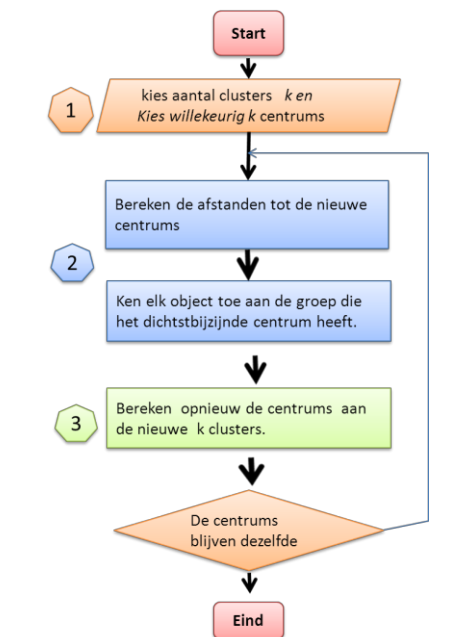 Start
1
kies aantal clusters k en
Kies willekeurig k centrums
Bereken de afstanden tot de nieuwe
centrums
2
Ken elk object toe aan de groep die
het dichtstbijzijnde centrum heeft.
3
Bereken opnieuw de centrums aan
de nieuwe k clusters.
De centrums
blijven dezelfde
Eind